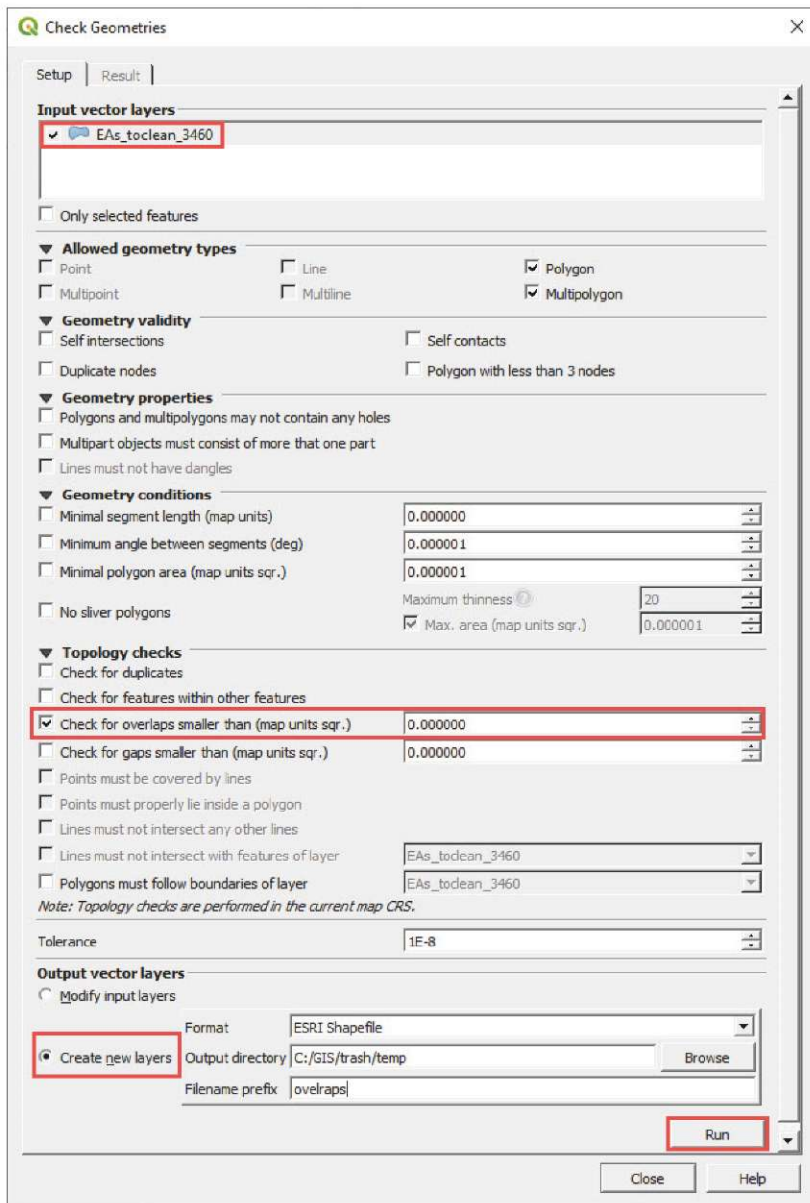 Check Geometries
Setup Result
Input vector layers
EAs_toclean_3460
Only selected features
Allowed geometry types
Point Line Polygon
Multipoint Multiline Multipolygon
Geometry validity
Self intersections Self contacts
Duplicate nodes Polygon with less than 3 nodes
Geometry properties
Polygons and multipolygons may not contain any holes
Multipart objects must consist of more that one part
Lines must not have dangles
Geometry conditions
Minimal segment length (map units) 0.000000
Minimum angle between segments (deg) 0.000001
Minimal polygon area (map units sqr.) 0.000001
No sliver polygons Maximum thinness 20
Max. area (map units sqr.) 0.000001
Topology checks
Check for duplicates
Check for features within other features
Check for overlaps smaller than (map units sqr.) 0.000000
Check for gaps smaller than (map units sqr.) 0.000000
Points must be covered by lines
Points must properly lie inside a polygon
Lines must not intersect any other lines
Lines must not intersect with features of layer EAs_toclean_3460
Polygons must follow boundaries of layer EAs_toclean_3460
Note: Topology checks are performed in the current map CRS.
Tolerance 1E-8
Output vector layers
Modify input layers
Format ESRI Shapefile
Create new layers Output directory C:/GIS/trash/temp Browse
Filename prefix ovelraps
Run
Close Help